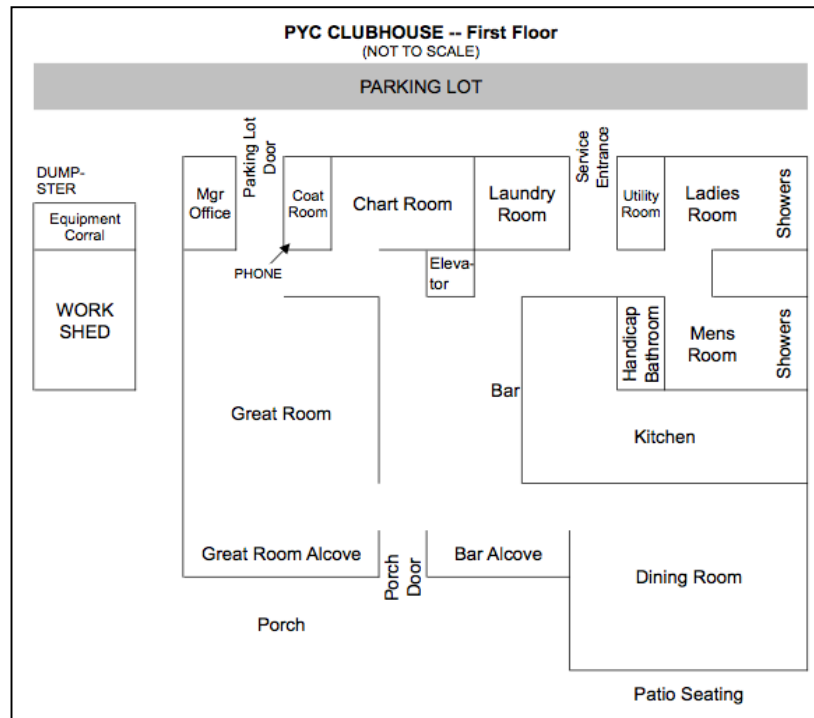 PYC CLUBHOUSE -- First Floor
(NOT TO SCALE)
PARKING LOT
DUMP-
STER
Equipment
Corral
WORK
SHED
Mgr
Office
Parking Lot
Door
Coat
Room
PHONE
Chart Room
Eleva-
tor
Laundry
Room
Service
Entrance
Utility
Room
Ladies
Room
Showers
Handicap
Bathroom
Mens
Room
Showers
Great Room
Bar
Kitchen
Great Room Alcove
Porch
Door
Bar Alcove
Dining Room
Porch
Patio Seating